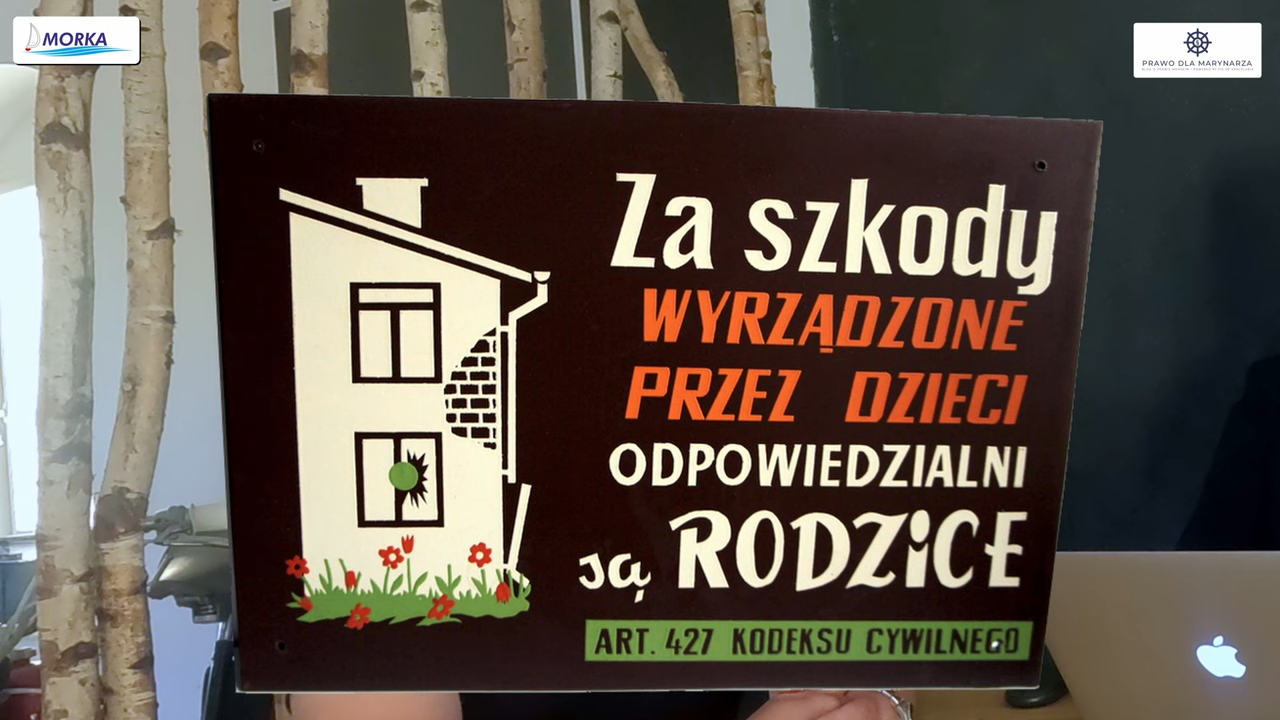 MORKA
PRAWO DLA MARYNARZA
Za szkody
WYRZĄDZONE
PRZEZ DZIECI
ODPOWIEDZIALNI
są RODZiCE
ART. 427 KODEKSU CYWILNEGO